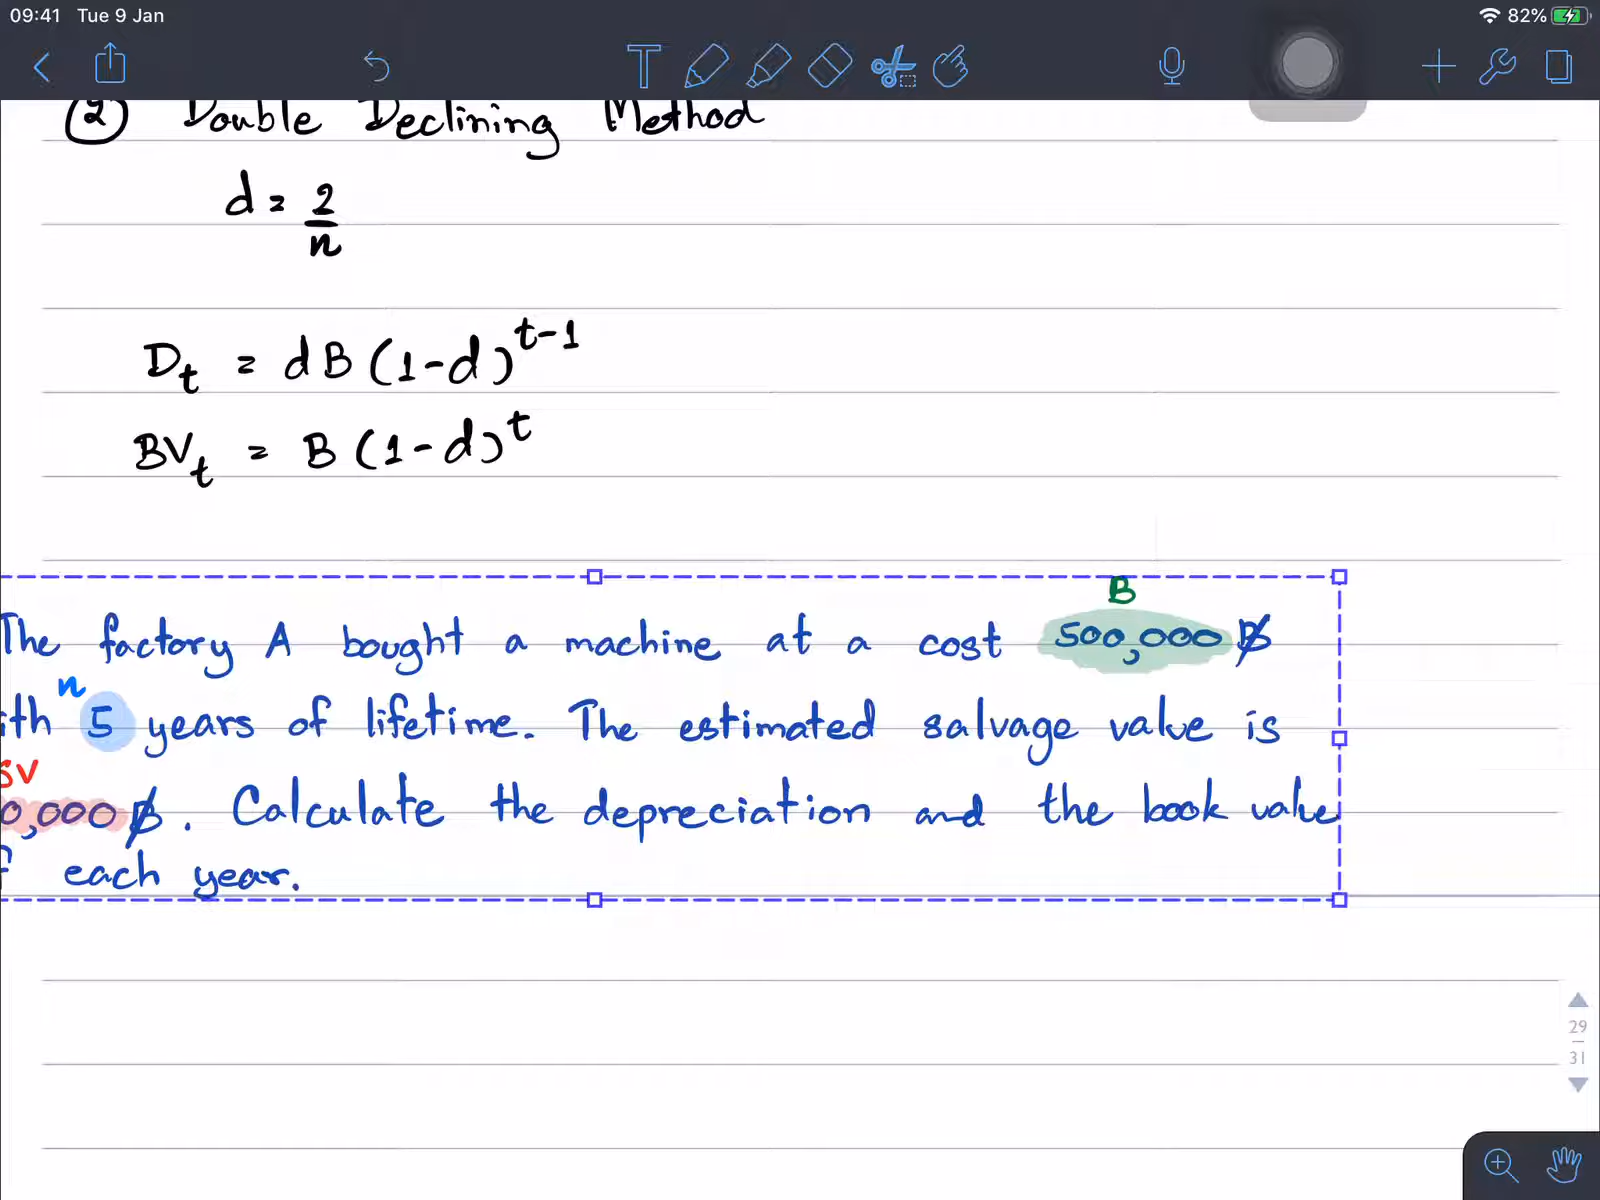 09:41 Tue 9 Jan 82%
② Double Declining Method
d = 2/n
D_t = dB(1-d)^{t-1}
BV_t = B(1-d)^t
B
The factory A bought a machine at a cost 500,000 ฿
n
ith 5 years of lifetime. The estimated salvage value is
SV
0,000 ฿. Calculate the depreciation and the book value
f each year.
29
31